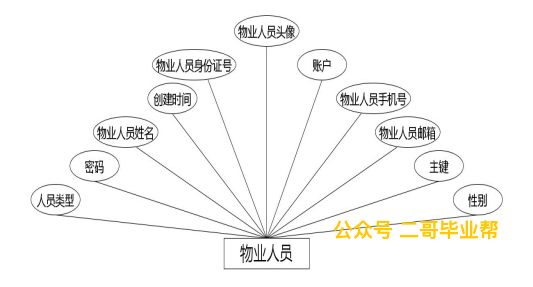 物业人员头像
物业人员身份证号
账户
创建时间
物业人员手机号
物业人员姓名
物业人员邮箱
密码
主键
人员类型
性别
公众号 二哥毕业帮
物业人员